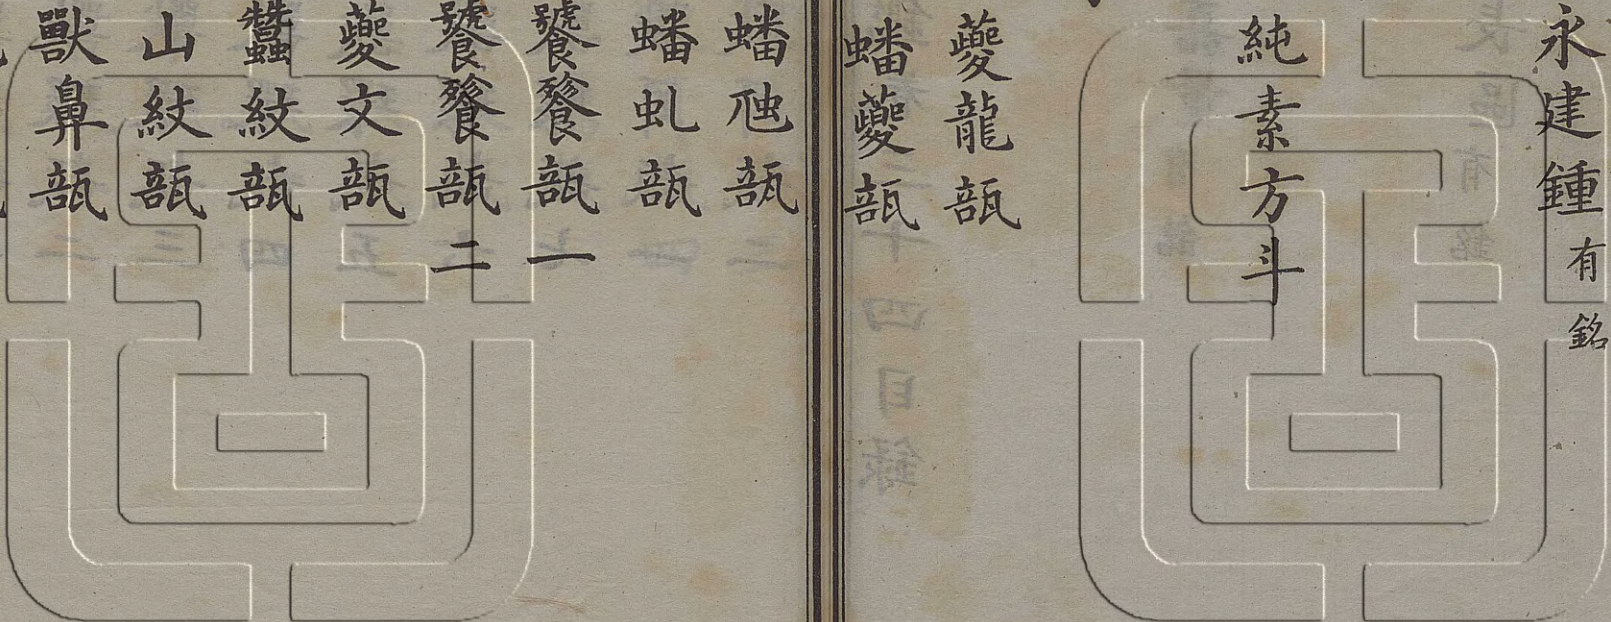 永建鍾有銘
純素方斗
夔龍瓿
蟠夔瓿
蟠虺瓿
蟠虬瓿
饕餮瓿一
饕餮瓿二
夔文瓿
蠶紋瓿
山紋瓿
獸鼻瓿